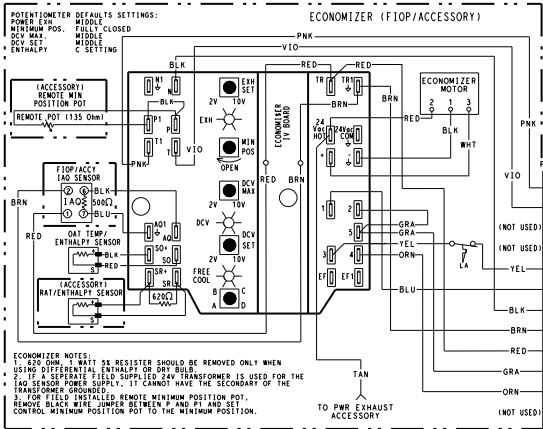 POTENTIOMETER DEFAULTS SETTINGS:
POWER EXH MIDDLE
MINIMUM POS. FULLY CLOSED
DCV MAX. MIDDLE
DCV SET MIDDLE
ENTHALPY C SETTING
ECONOMIZER (FIOP/ACCESSORY)
PNK
VIO
BLK
RED
RED
(ACCESSORY)
REMOTE MIN
POSITION POT
REMOTE POT (135 Ohm)
N1
N
BLK
P1
P
T1
T
PNK
VIO
EXH
SET
2V 10V
EXH
MIN
POS
OPEN
DCV
MAX
2V 10V
DCV
DCV
SET
2V 10V
FREE
COOL
B C
A D
ECONOMISER
IV BOARD
RED
BRN
TR
TR1
BRN
24
Vac
HOT
24Vac
COM
+
-
1
2
5
3
4
EF
EF1
BRN
ECONOMIZER
MOTOR
2 1 3
RED
BLK
WHT
GRA
GRA
YEL
ORN
BLU
LA
FIOP/ACCY
IAQ SENSOR
2 6
IAQ
500Ω
1 7
BLK
BLU
BRN
RED
OAT TEMP/
ENTHALPY SENSOR
+
S
BLK
RED
(ACCESSORY)
RAT/ENTHALPY SENSOR
+
S
AQ1
AQ
SO+
SO
SR+
SR
620Ω
VIO
(NOT USED)
(NOT USED)
YEL
BLK
BRN
RED
GRA
ORN
(NOT USED)
TAN
TO PWR EXHAUST
ACCESSORY
ECONOMIZER NOTES:
1. 620 OHM, 1 WATT 5% RESISTER SHOULD BE REMOVED ONLY WHEN
USING DIFFERENTIAL ENTHALPY OR DRY BULB.
2. IF A SEPERATE FIELD SUPPLIED 24V TRANSFORMER IS USED FOR THE
IAQ SENSOR POWER SUPPLY, IT CANNOT HAVE THE SECONDARY OF THE
TRANSFORMER GROUNDED.
3. FOR FIELD INSTALLED REMOTE MINIMUM POSITION POT,
REMOVE BLACK WIRE JUMPER BETWEEN P AND P1 AND SET
CONTROL MINIMUM POSITION POT TO THE MINIMUM POSITION.